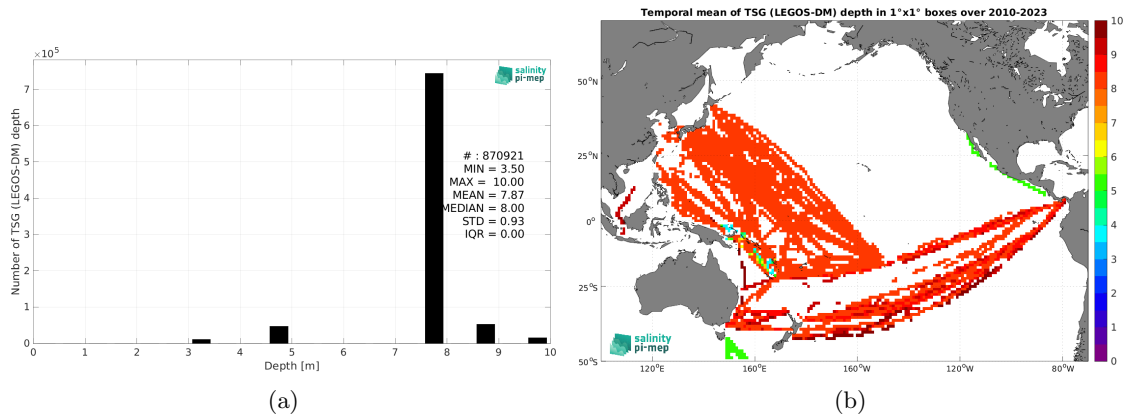 ×10⁵
7
6
5
4
3
2
1
0
Number of TSG (LEGOS-DM) depth
salinity
pi-mep
# : 870921
MIN = 3.50
MAX = 10.00
MEAN = 7.87
MEDIAN = 8.00
STD = 0.93
IQR = 0.00
0 1 2 3 4 5 6 7 8 9 10
Depth [m]
(a)
Temporal mean of TSG (LEGOS-DM) depth in 1°x1° boxes over 2010-2023
50°N
25°N
0°
25°S
50°S
120°E
160°E
160°W
120°W
80°W
salinity
pi-mep
10
9
8
7
6
5
4
3
2
1
0
(b)